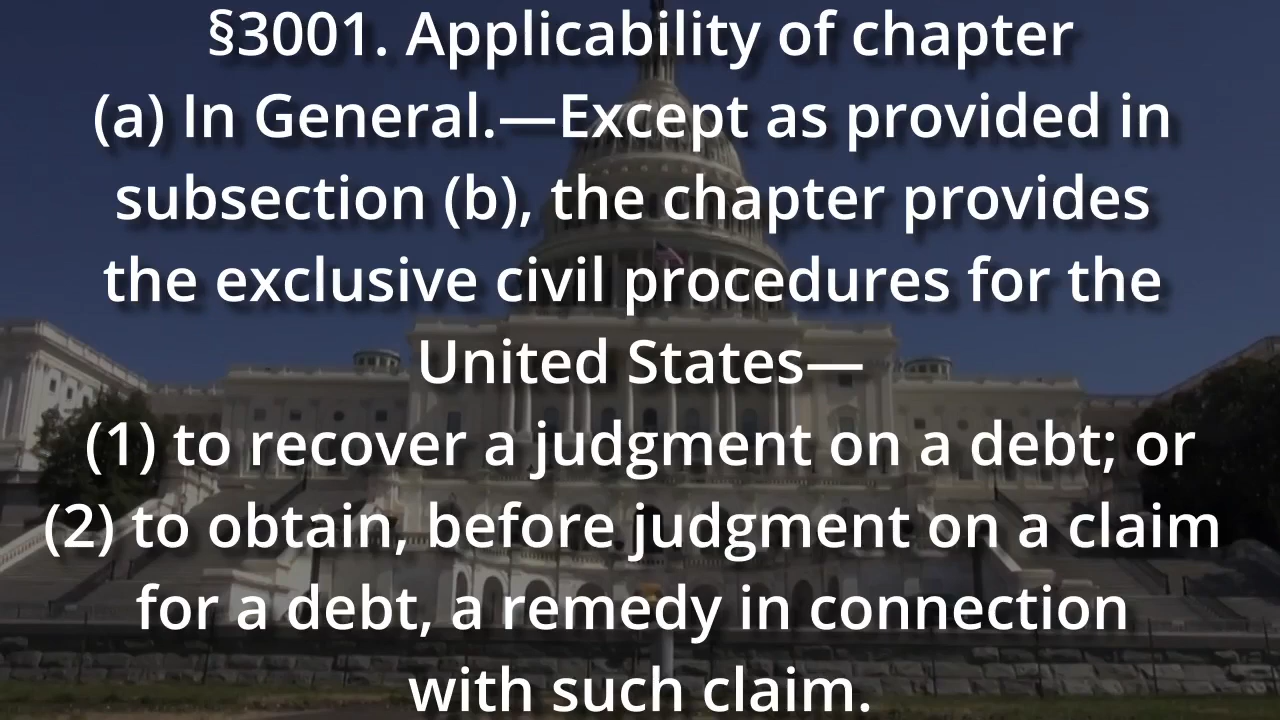 §3001. Applicability of chapter
(a) In General.—Except as provided in
subsection (b), the chapter provides
the exclusive civil procedures for the
United States—
(1) to recover a judgment on a debt; or
(2) to obtain, before judgment on a claim
for a debt, a remedy in connection
with such claim.